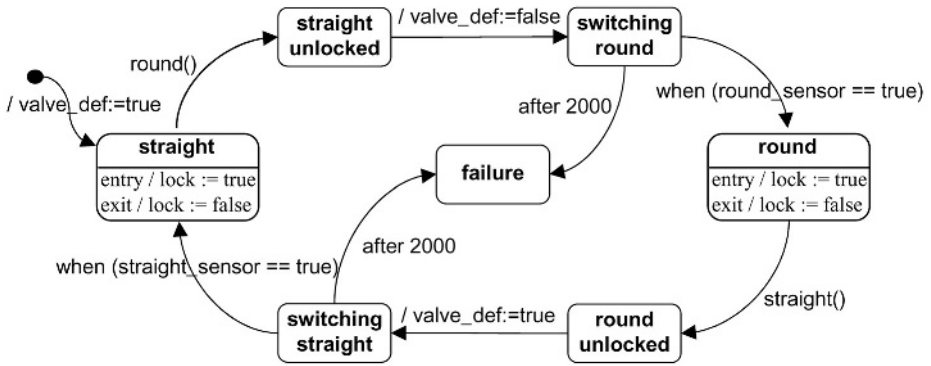 straight
unlocked
/ valve_def:=false
switching
round
round()
/ valve_def:=true
after 2000
when (round_sensor == true)
straight
entry / lock := true
exit / lock := false
failure
round
entry / lock := true
exit / lock := false
after 2000
when (straight_sensor == true)
straight()
switching
straight
/ valve_def:=true
round
unlocked